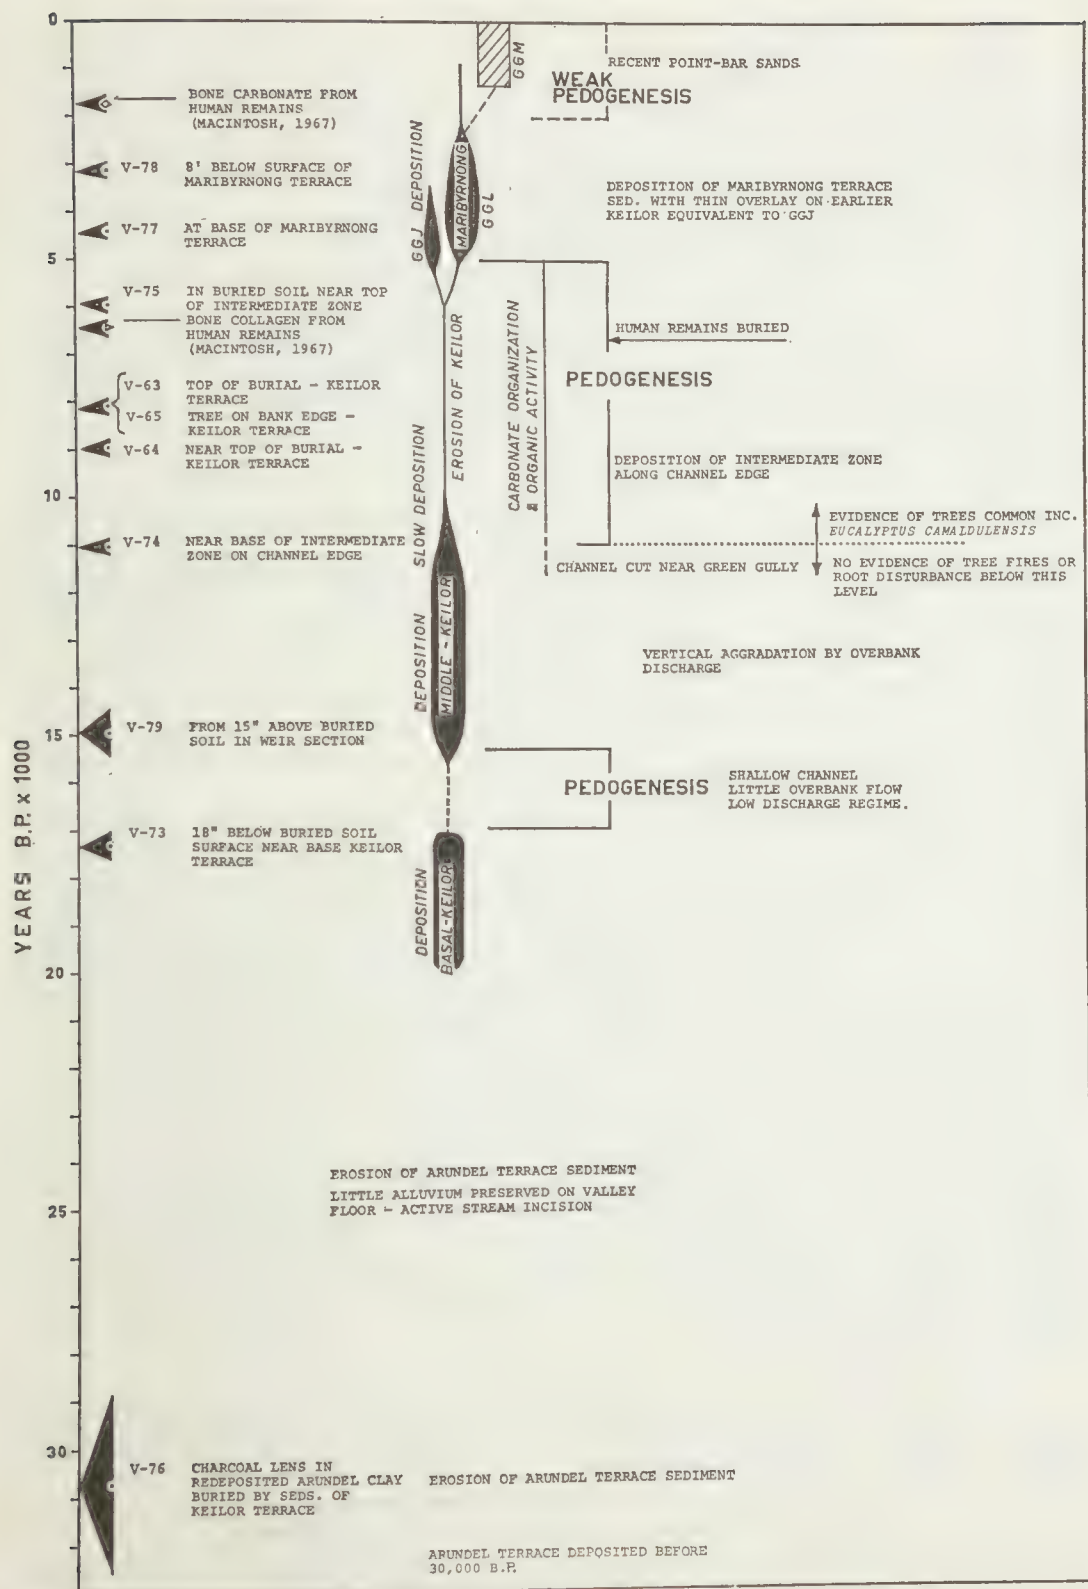 0
GGM
RECENT POINT-BAR SANDS
WEAK
PEDOGENESIS
BONE CARBONATE FROM
HUMAN REMAINS
(MACINTOSH, 1967)
V-78 8' BELOW SURFACE OF
MARIBYRNONG TERRACE
GGJ DEPOSITION
MARIBYRNONG
GGL
DEPOSITION OF MARIBYRNONG TERRACE
SED. WITH THIN OVERLAY ON EARLIER
KEILOR EQUIVALENT TO GGJ
V-77 AT BASE OF MARIBYRNONG
TERRACE
5
V-75 IN BURIED SOIL NEAR TOP
OF INTERMEDIATE ZONE
BONE COLLAGEN FROM
HUMAN REMAINS
(MACINTOSH, 1967)
HUMAN REMAINS BURIED
EROSION OF KEILOR
CARBONATE ORGANIZATION
& ORGANIC ACTIVITY
PEDOGENESIS
V-63 TOP OF BURIAL - KEILOR
TERRACE
V-65 TREE ON BANK EDGE -
KEILOR TERRACE
V-64 NEAR TOP OF BURIAL -
KEILOR TERRACE
DEPOSITION OF INTERMEDIATE ZONE
ALONG CHANNEL EDGE
10
SLOW DEPOSITION
EVIDENCE OF TREES COMMON INC.
EUCALYPTUS CAMALDULENSIS
V-74 NEAR BASE OF INTERMEDIATE
ZONE ON CHANNEL EDGE
CHANNEL CUT NEAR GREEN GULLY
NO EVIDENCE OF TREE FIRES OR
ROOT DISTURBANCE BELOW THIS
LEVEL
DEPOSITION
MIDDLE - KEILOR
VERTICAL AGGRADATION BY OVERBANK
DISCHARGE
V-79 FROM 15" ABOVE BURIED
SOIL IN WEIR SECTION
15
YEARS B.P. x 1000
PEDOGENESIS
SHALLOW CHANNEL
LITTLE OVERBANK FLOW
LOW DISCHARGE REGIME.
V-73 18" BELOW BURIED SOIL
SURFACE NEAR BASE KEILOR
TERRACE
DEPOSITION
BASAL-KEILOR
20
EROSION OF ARUNDEL TERRACE SEDIMENT
LITTLE ALLUVIUM PRESERVED ON VALLEY
FLOOR - ACTIVE STREAM INCISION
25
30
V-76 CHARCOAL LENS IN
REDEPOSITED ARUNDEL CLAY
BURIED BY SEDS. OF
KEILOR TERRACE
EROSION OF ARUNDEL TERRACE SEDIMENT
ARUNDEL TERRACE DEPOSITED BEFORE
30,000 B.P.